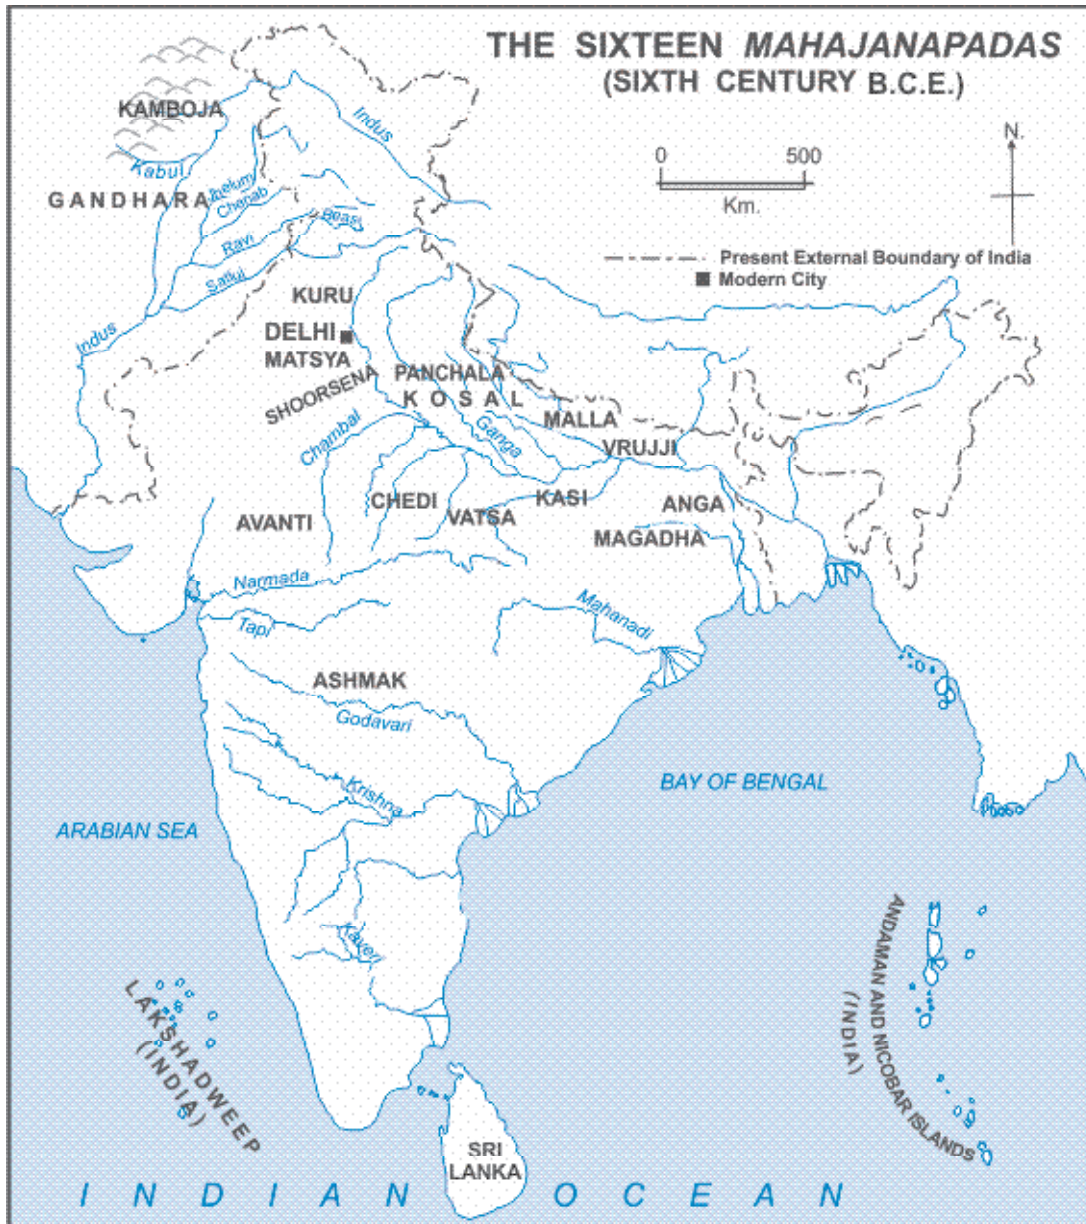 THE SIXTEEN MAHAJANAPADAS
(SIXTH CENTURY B.C.E.)
N.
0 500
Km.
Present External Boundary of India
Modern City
KAMBOJA
Indus
Kabul
GANDHARA
Jhelum
Chenab
Beas
Ravi
Satluj
Indus
KURU
DELHI
MATSYA
SHOORSENA
PANCHALA
KOSAL
MALLA
Ganga
VRUJJI
Chambal
CHEDI
VATSA
KASI
ANGA
AVANTI
MAGADHA
Narmada
Tapi
Mahanadi
ASHMAK
Godavari
Krishna
BAY OF BENGAL
ARABIAN SEA
Kaveri
LAKSHADWEEP
(INDIA)
ANDAMAN AND NICOBAR ISLANDS
(INDIA)
SRI
LANKA
INDIAN OCEAN